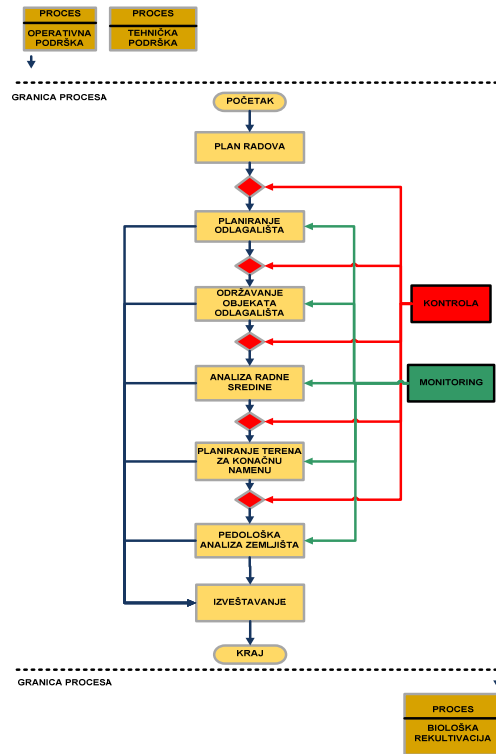 PROCES
OPERATIVNA
PODRŠKA
PROCES
TEHNIČKA
PODRŠKA
GRANICA PROCESA
POČETAK
PLAN RADOVA
PLANIRANJE
ODLAGALIŠTA
ODRŽAVANJE
OBJEKATA
ODLAGALIŠTA
KONTROLA
ANALIZA RADNE
SREDINE
MONITORING
PLANIRANJE TERENA
ZA KONAČNU
NAMENU
PEDOLOŠKA
ANALIZA ZEMLJIŠTA
IZVEŠTAVANJE
KRAJ
GRANICA PROCESA
PROCES
BIOLOŠKA
REKULTIVACIJA